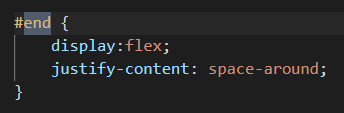 #end {
    display:flex;
    justify-content: space-around;
}